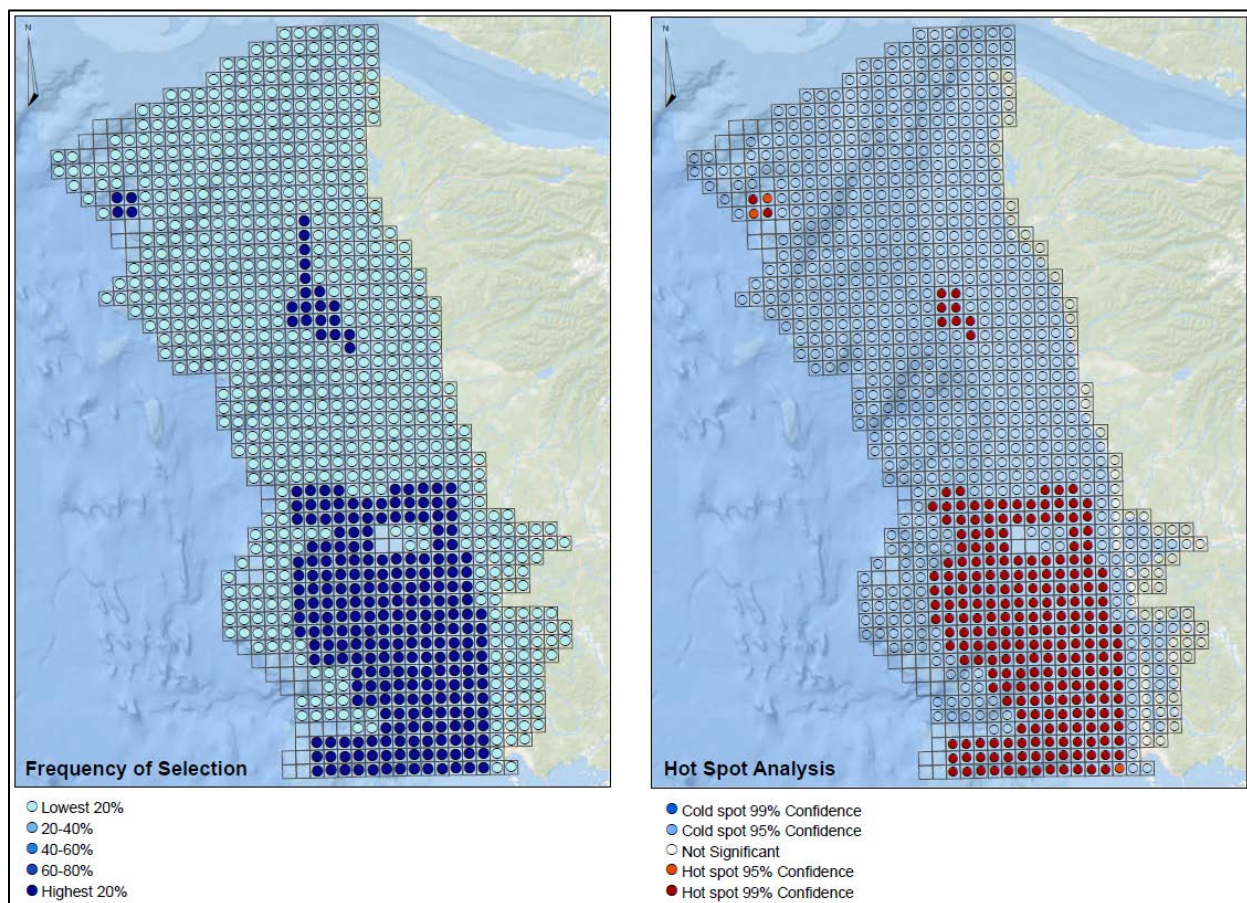 N
N
Frequency of Selection
Hot Spot Analysis
Lowest 20%
20-40%
40-60%
60-80%
Highest 20%
Cold spot 99% Confidence
Cold spot 95% Confidence
Not Significant
Hot spot 95% Confidence
Hot spot 99% Confidence